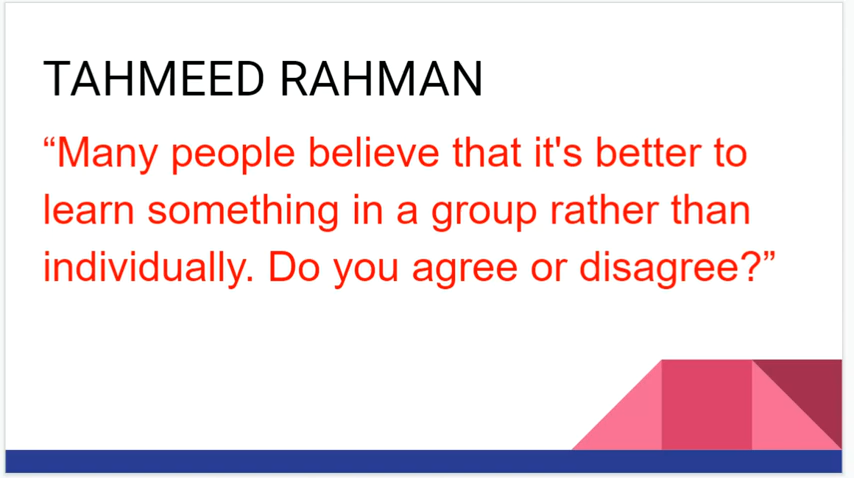 TAHMEED RAHMAN
“Many people believe that it's better to
learn something in a group rather than
individually. Do you agree or disagree?”